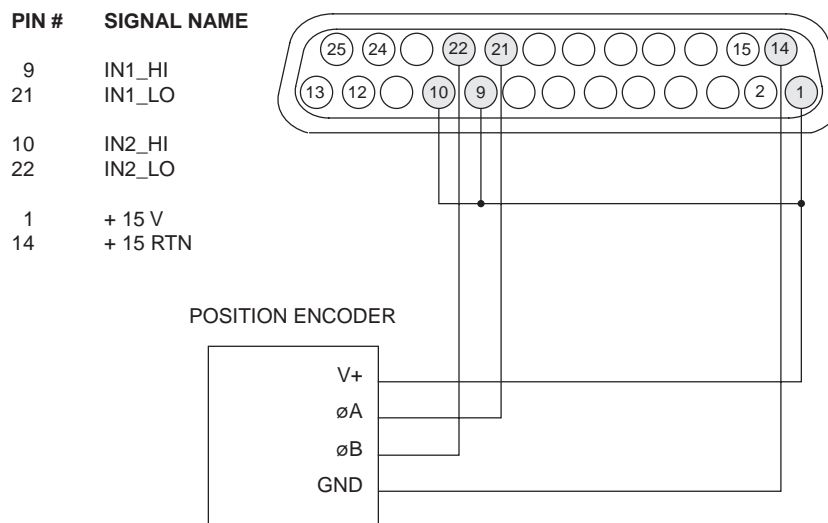 PIN # SIGNAL NAME
9 IN1_HI
21 IN1_LO
10 IN2_HI
22 IN2_LO
1 + 15 V
14 + 15 RTN
25 24 22 21 15 14
13 12 10 9 2 1
POSITION ENCODER
V+
øA
øB
GND